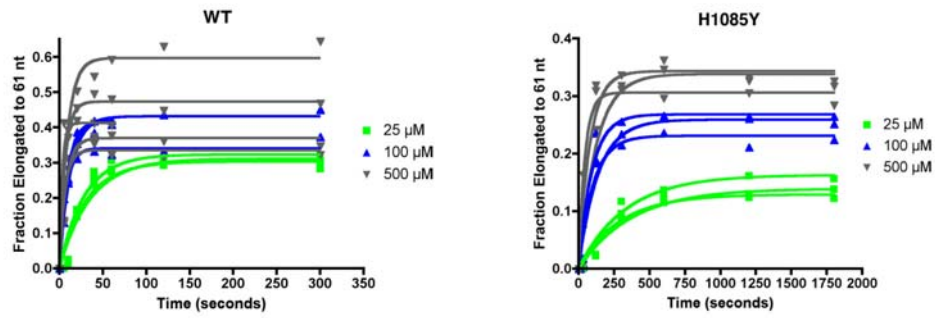 WT
Fraction Elongated to 61 nt
0.6
0.5
0.4
0.3
0.2
0.1
0.0
0 50 100 150 200 250 300 350
Time (seconds)
25 µM
100 µM
500 µM
H1085Y
Fraction Elongated to 61 nt
0.4
0.3
0.2
0.1
0.0
0 250 500 750 1000 1250 1500 1750 2000
Time (seconds)
25 µM
100 µM
500 µM